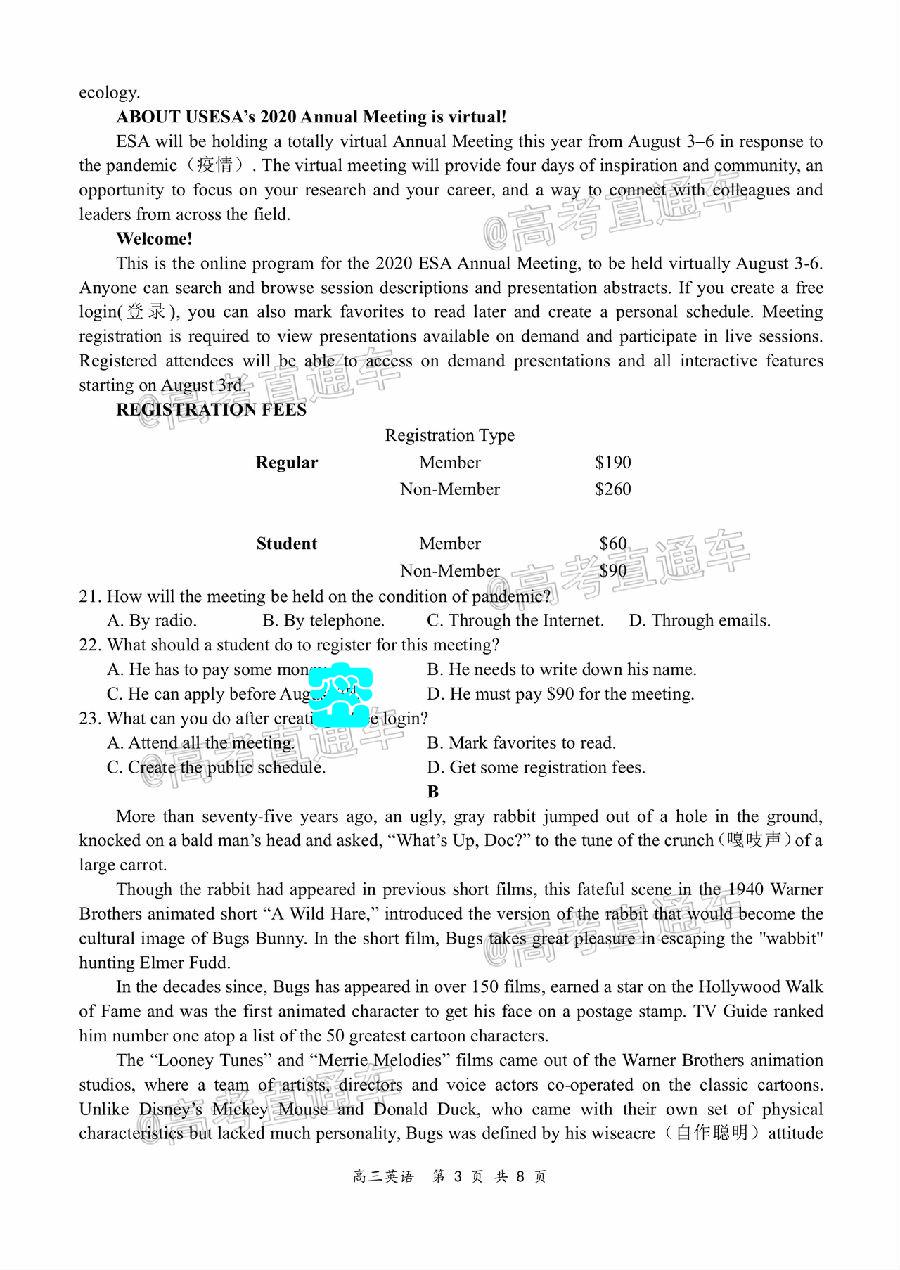 ecology.
ABOUT USESA's 2020 Annual Meeting is virtual!
ESA will be holding a totally virtual Annual Meeting this year from August 3–6 in response to
the pandemic（疫情）. The virtual meeting will provide four days of inspiration and community, an
opportunity to focus on your research and your career, and a way to connect with colleagues and
leaders from across the field.
@高考直通车
Welcome!
This is the online program for the 2020 ESA Annual Meeting, to be held virtually August 3-6.
Anyone can search and browse session descriptions and presentation abstracts. If you create a free
login(登录), you can also mark favorites to read later and create a personal schedule. Meeting
registration is required to view presentations available on demand and participate in live sessions.
Registered attendees will be able to access on demand presentations and all interactive features
starting on August 3rd.
@高考直通车
REGISTRATION FEES
Registration Type
Regular Member $190
Non-Member $260
Student Member $60
Non-Member $90
@高考直通车
21. How will the meeting be held on the condition of pandemic?
A. By radio. B. By telephone. C. Through the Internet. D. Through emails.
22. What should a student do to register for this meeting?
A. He has to pay some B. He needs to write down his name.
C. He can apply before D. He must pay $90 for the meeting.
23. What can you do after login?
A. Attend all the meeting. B. Mark favorites to read.
C. Create the public schedule. D. Get some registration fees.
@高考直通车
B
More than seventy-five years ago, an ugly, gray rabbit jumped out of a hole in the ground,
knocked on a bald man's head and asked, “What's Up, Doc?” to the tune of the crunch（嘎吱声）of a
large carrot.
Though the rabbit had appeared in previous short films, this fateful scene in the 1940 Warner
Brothers animated short “A Wild Hare,” introduced the version of the rabbit that would become the
cultural image of Bugs Bunny. In the short film, Bugs takes great pleasure in escaping the "wabbit"
hunting Elmer Fudd.
@高考直通车
In the decades since, Bugs has appeared in over 150 films, earned a star on the Hollywood Walk
of Fame and was the first animated character to get his face on a postage stamp. TV Guide ranked
him number one atop a list of the 50 greatest cartoon characters.
The “Looney Tunes” and “Merrie Melodies” films came out of the Warner Brothers animation
studios, where a team of artists, directors and voice actors co-operated on the classic cartoons.
Unlike Disney's Mickey Mouse and Donald Duck, who came with their own set of physical
characteristics but lacked much personality, Bugs was defined by his wiseacre（自作聪明）attitude
@高考直通车
高三英语 第 3 页 共 8 页